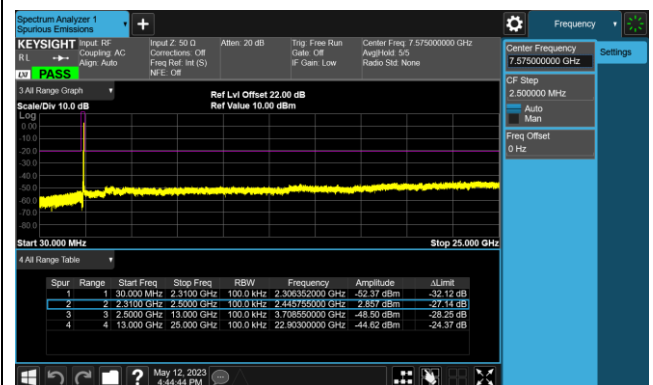 Spectrum Analyzer 1
Spurious Emissions
Frequency
KEYSIGHT Input: RF Input Z: 50 Ω Atten: 20 dB Trig: Free Run Center Freq: 7.575000000 GHz
RL Coupling: AC Corrections: Off Gate: Off Avg|Hold: 5/5
Align: Auto Freq Ref: Int (S) IF Gain: Low Radio Std: None
LXI PASS NFE: Off
3 All Range Graph
Ref Lvl Offset 22.00 dB
Scale/Div 10.0 dB Ref Value 10.00 dBm
Log
0.00
-10.0
-20.0
-30.0
-40.0
-50.0
-60.0
-70.0
-80.0
Start 30.000 MHz Stop 25.000 GHz
4 All Range Table
Spur Range Start Freq Stop Freq RBW Frequency Amplitude ΔLimit
1 1 30.000 MHz 2.3100 GHz 100.0 kHz 2.306352000 GHz -52.37 dBm -32.12 dB
2 2 2.3100 GHz 2.5000 GHz 100.0 kHz 2.445755000 GHz 2.857 dBm -27.14 dB
3 3 2.5000 GHz 13.000 GHz 100.0 kHz 3.708550000 GHz -48.50 dBm -28.25 dB
4 4 13.000 GHz 25.000 GHz 100.0 kHz 22.90300000 GHz -44.62 dBm -24.37 dB
May 12, 2023
4:44:44 PM
Center Frequency
7.575000000 GHz
Settings
CF Step
2.500000 MHz
Auto
Man
Freq Offset
0 Hz